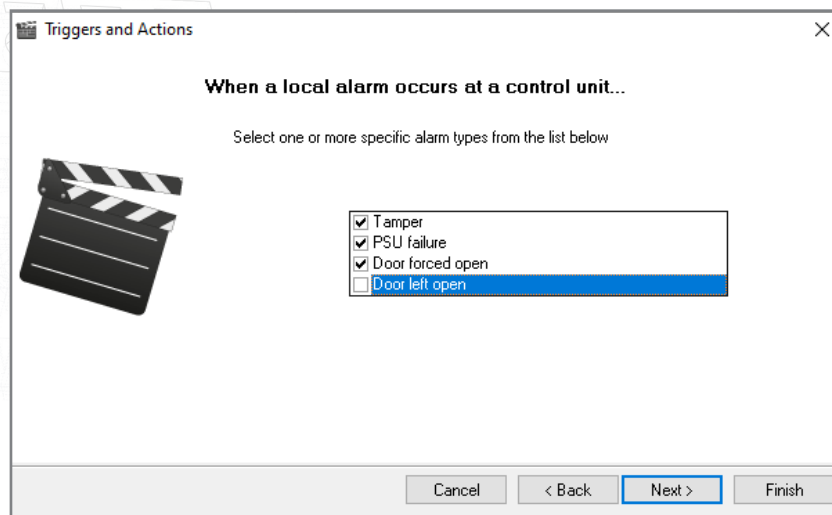 Triggers and Actions
When a local alarm occurs at a control unit...
Select one or more specific alarm types from the list below
Tamper
PSU failure
Door forced open
Door left open
Cancel
< Back
Next >
Finish